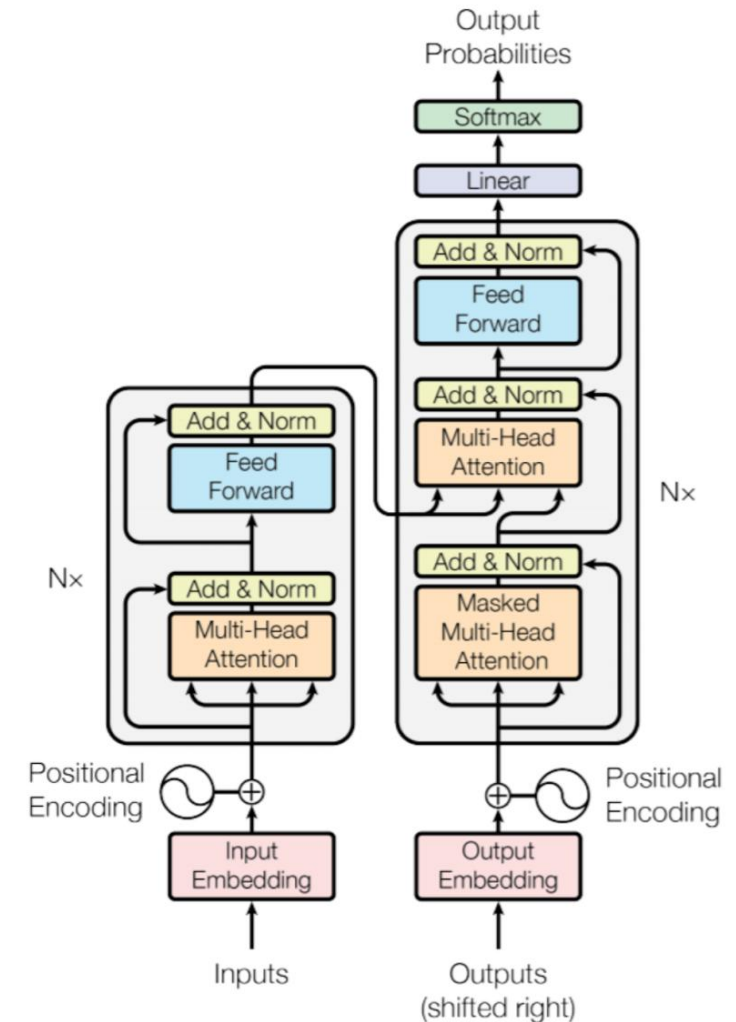 Output
Probabilities
Softmax
Linear
Add & Norm
Feed
Forward
Add & Norm
Multi-Head
Attention
Nx
Add & Norm
Masked
Multi-Head
Attention
Add & Norm
Feed
Forward
Nx
Add & Norm
Multi-Head
Attention
Positional
Encoding
Positional
Encoding
Input
Embedding
Output
Embedding
Inputs
Outputs
(shifted right)